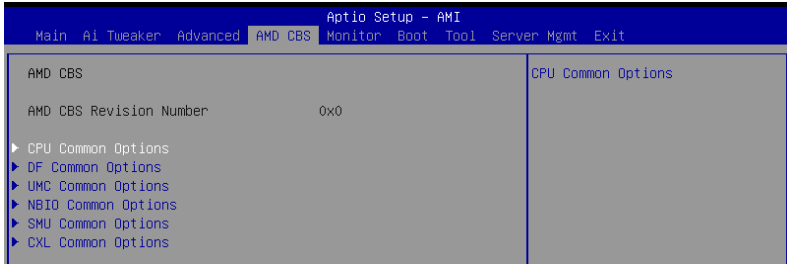 Aptio Setup - AMI
Main Ai Tweaker Advanced AMD CBS Monitor Boot Tool Server Mgmt Exit
AMD CBS
CPU Common Options
AMD CBS Revision Number 0x0
CPU Common Options
DF Common Options
UMC Common Options
NBIO Common Options
SMU Common Options
CXL Common Options